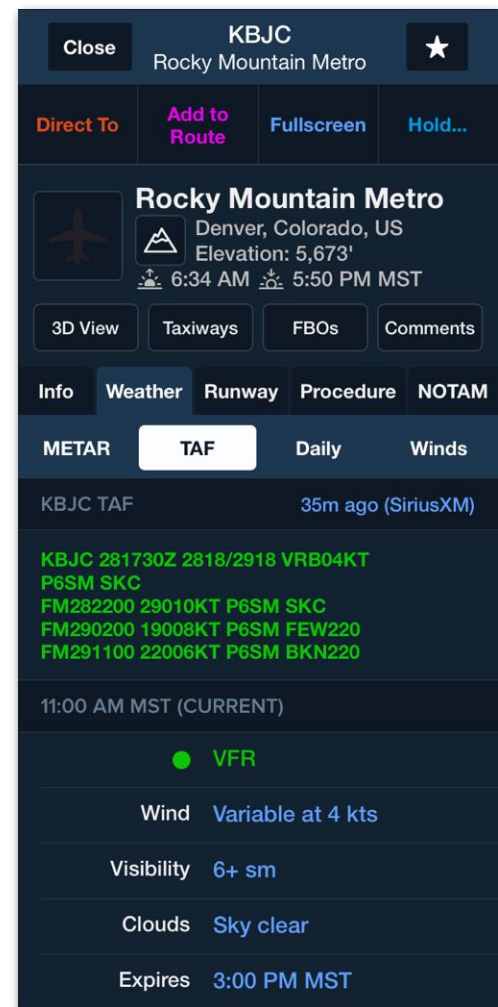 Close
KBJC
Rocky Mountain Metro
Direct To
Add to
Route
Fullscreen
Hold...
Rocky Mountain Metro
Denver, Colorado, US
Elevation: 5,673'
6:34 AM 5:50 PM MST
3D View Taxiways FBOs Comments
Info Weather Runway Procedure NOTAM
METAR TAF Daily Winds
KBJC TAF 35m ago (SiriusXM)
KBJC 281730Z 2818/2918 VRB04KT
P6SM SKC
FM282200 29010KT P6SM SKC
FM290200 19008KT P6SM FEW220
FM291100 22006KT P6SM BKN220
11:00 AM MST (CURRENT)
VFR
Wind Variable at 4 kts
Visibility 6+ sm
Clouds Sky clear
Expires 3:00 PM MST